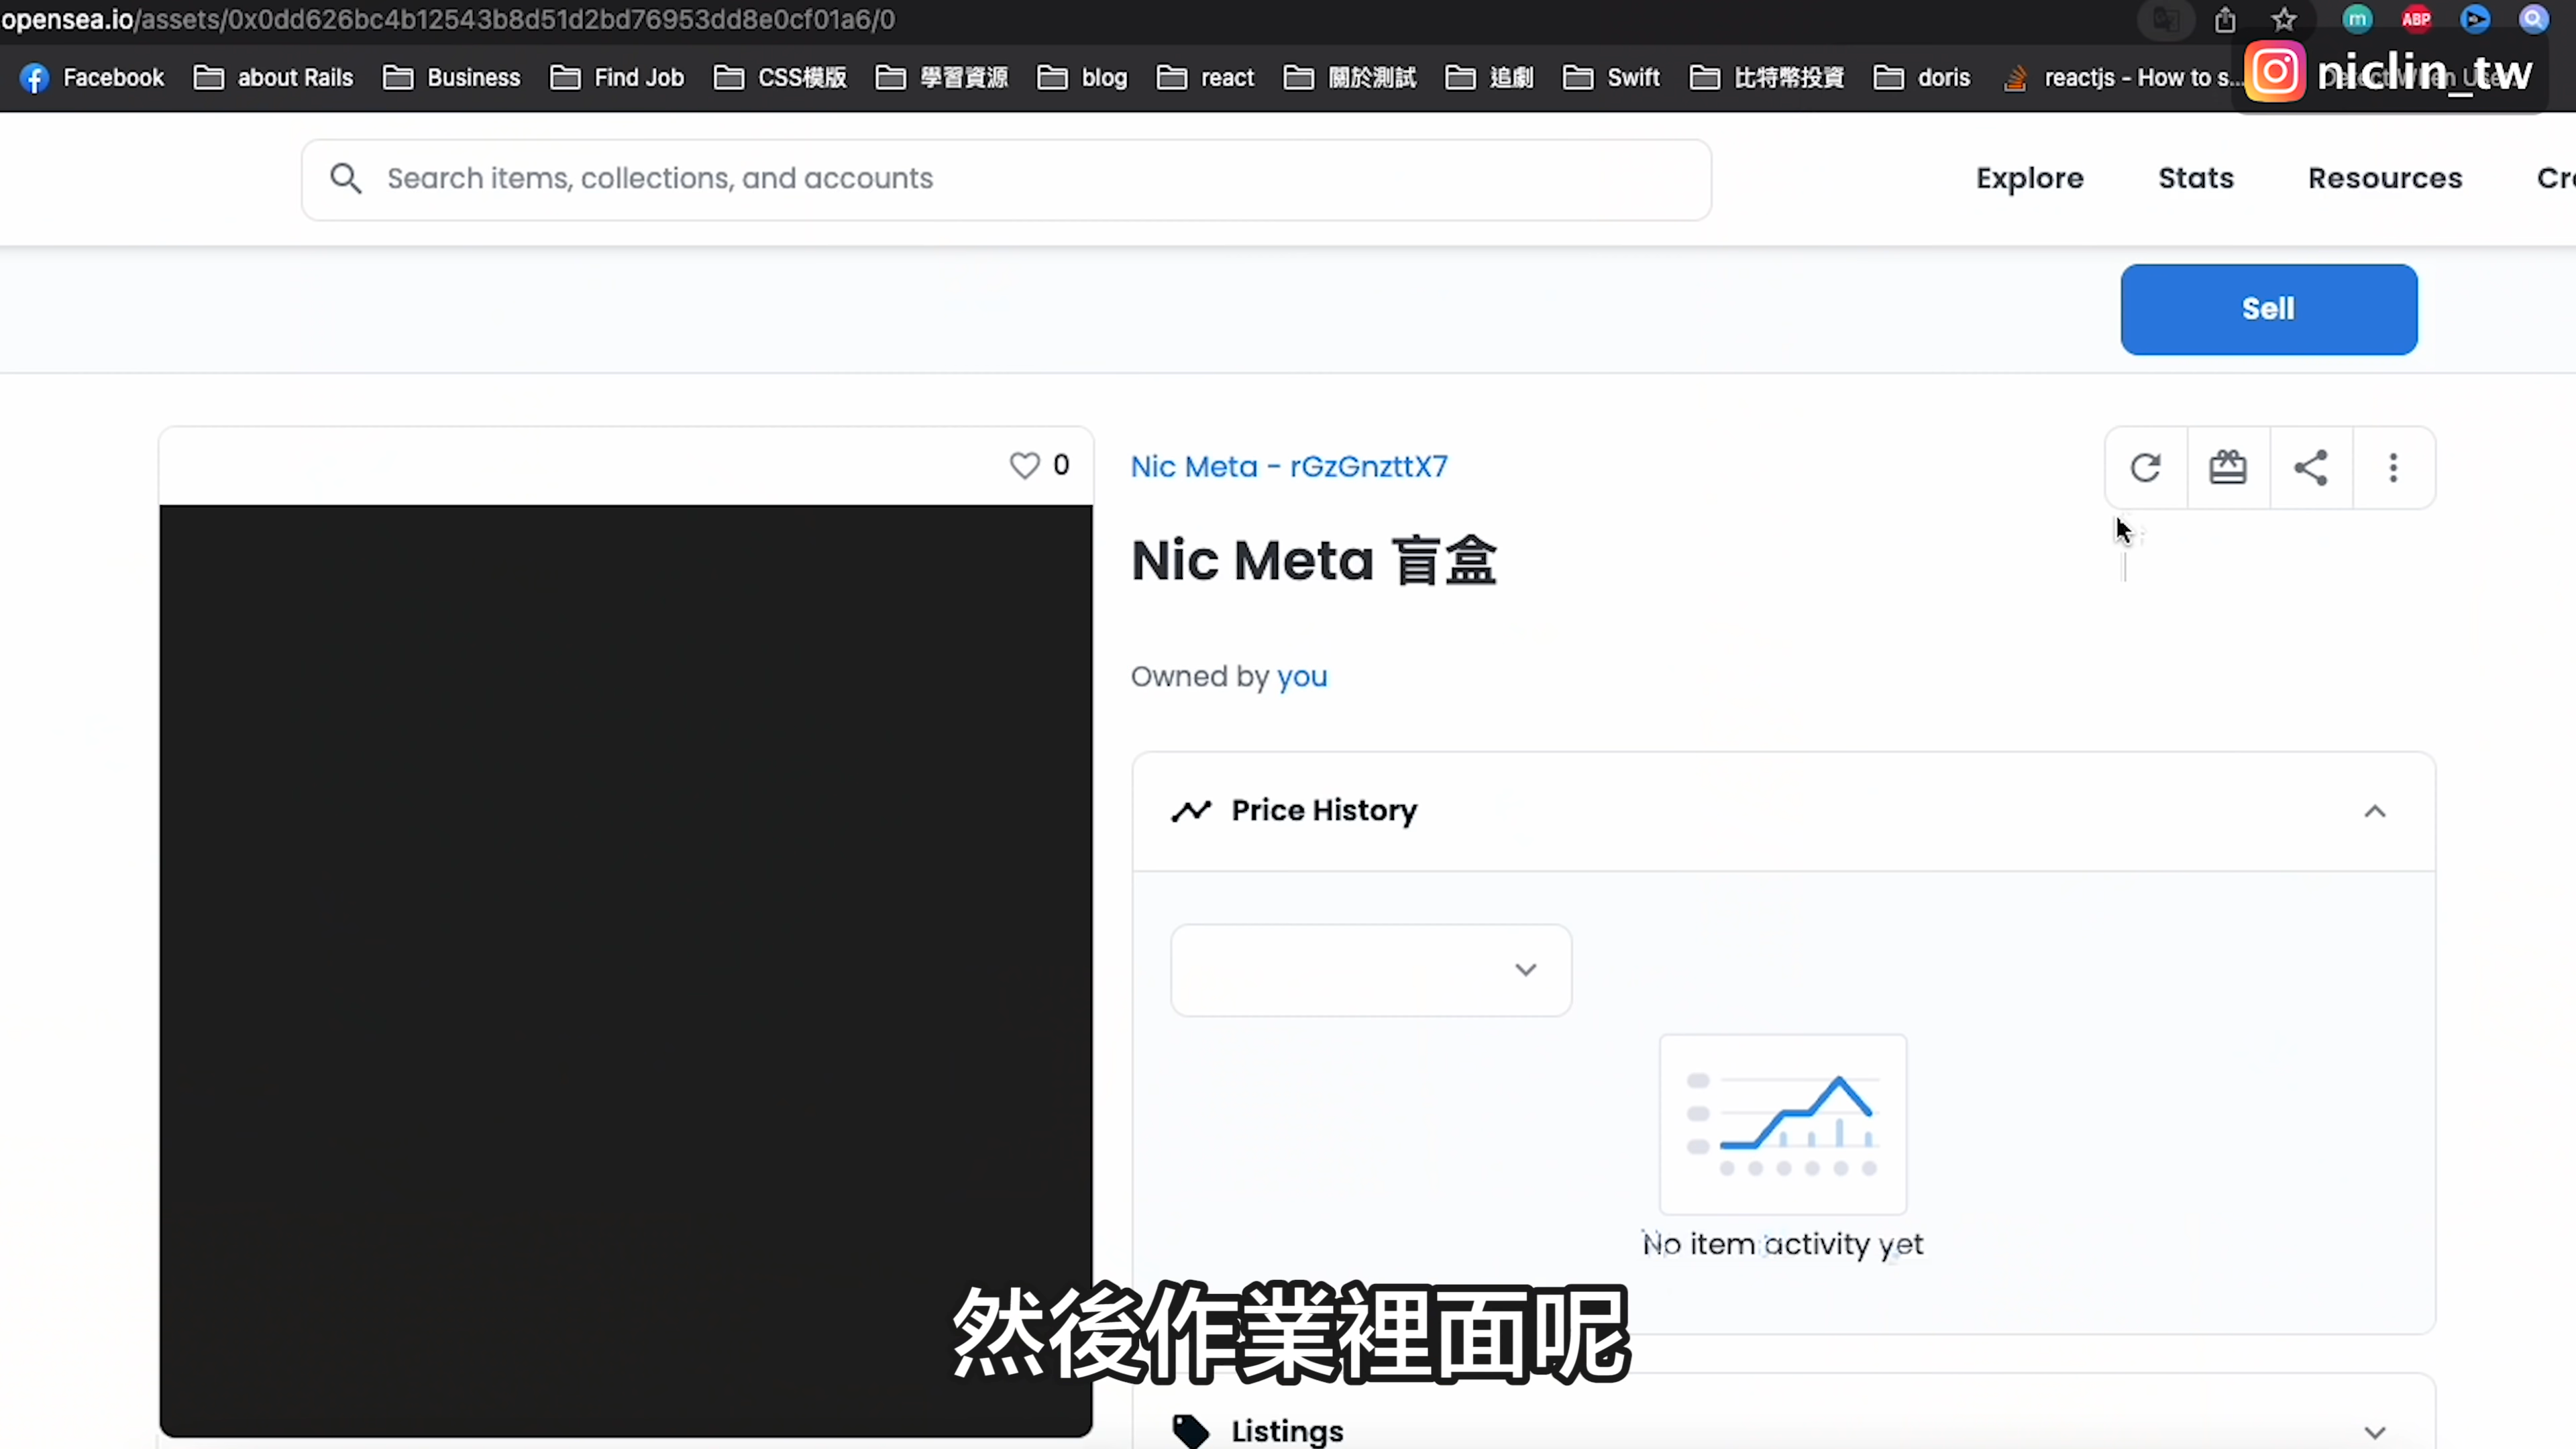 opensea.io/assets/0x0dd626bc4b12543b8d51d2bd76953dd8e0cf01a6/0
m
ABP
Facebook about Rails Business Find Job CSS模版 學習資源 blog react 關於測試 追劇 Swift 比特幣投資 doris reactjs - How to s...
niclin_tw
Search items, collections, and accounts
Explore Stats Resources
Sell
0
Nic Meta - rGzGnzttX7
Nic Meta 盲盒
Owned by you
Price History
No item activity yet
然後作業裡面呢
Listings